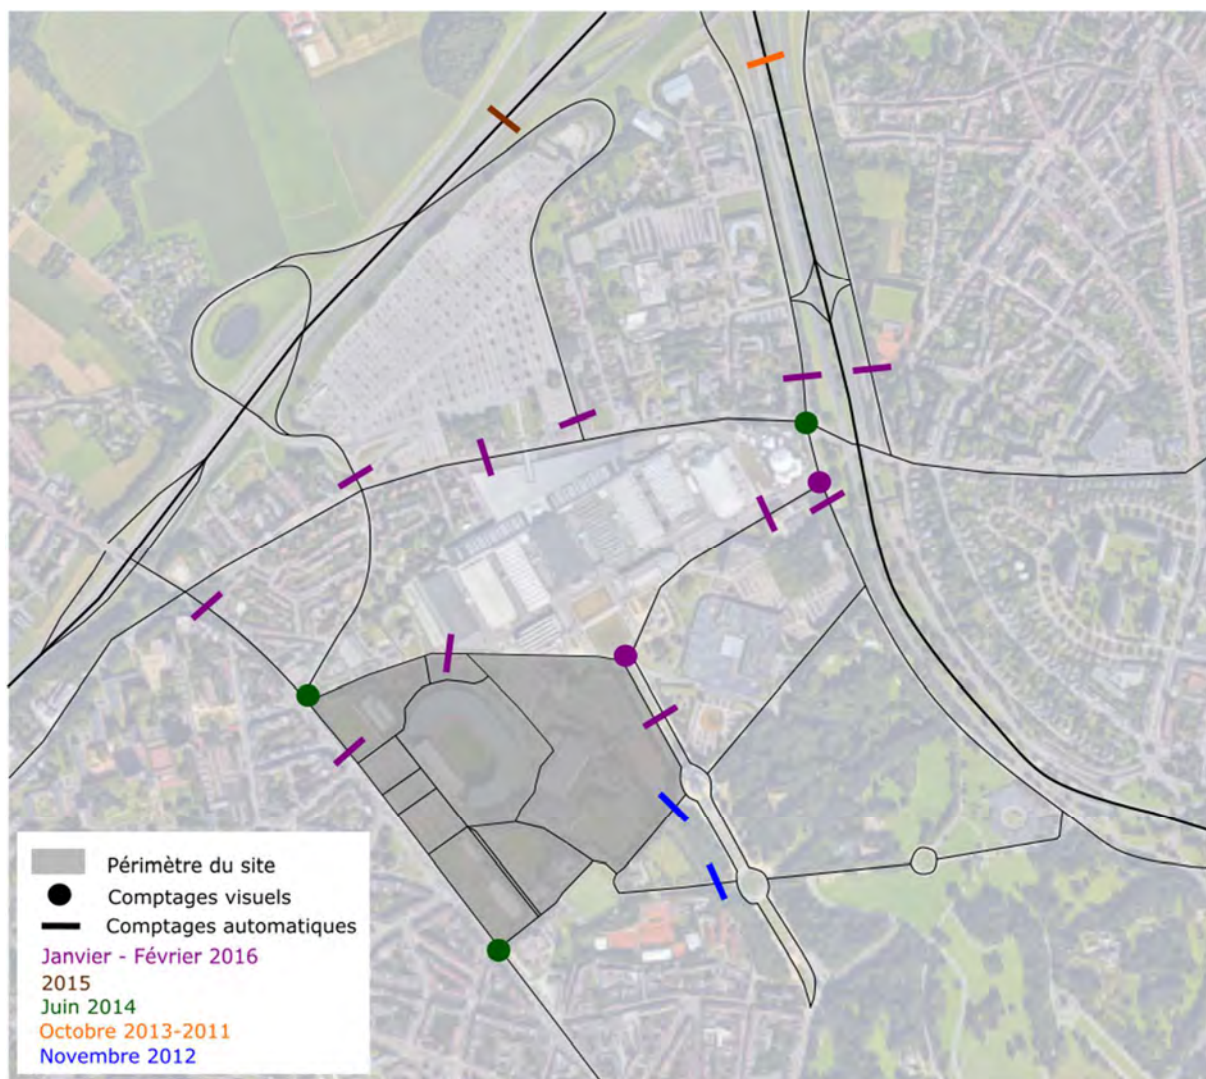 Périmètre du site
Comptages visuels
Comptages automatiques
Janvier - Février 2016
2015
Juin 2014
Octobre 2013-2011
Novembre 2012